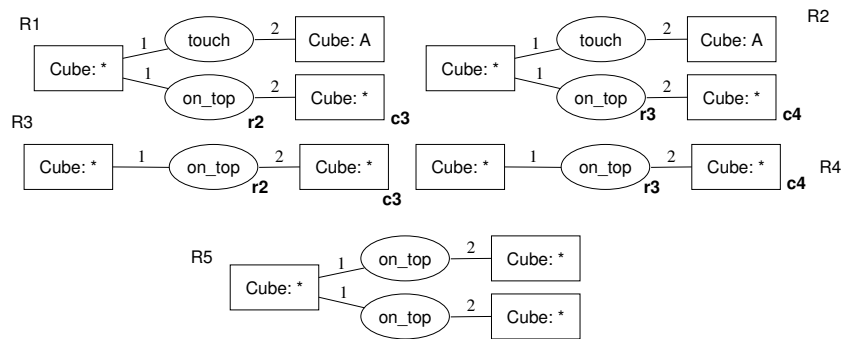 R1 1 touch 2 Cube: A 1 touch 2 Cube: A R2
Cube: * Cube: *
1 on_top 2 Cube: * 1 on_top 2 Cube: *
r2 c3 r3 c4
R3
Cube: * 1 on_top 2 Cube: * Cube: * 1 on_top 2 Cube: * R4
r2 c3 r3 c4
R5 1 on_top 2 Cube: *
Cube: *
1 on_top 2 Cube: *